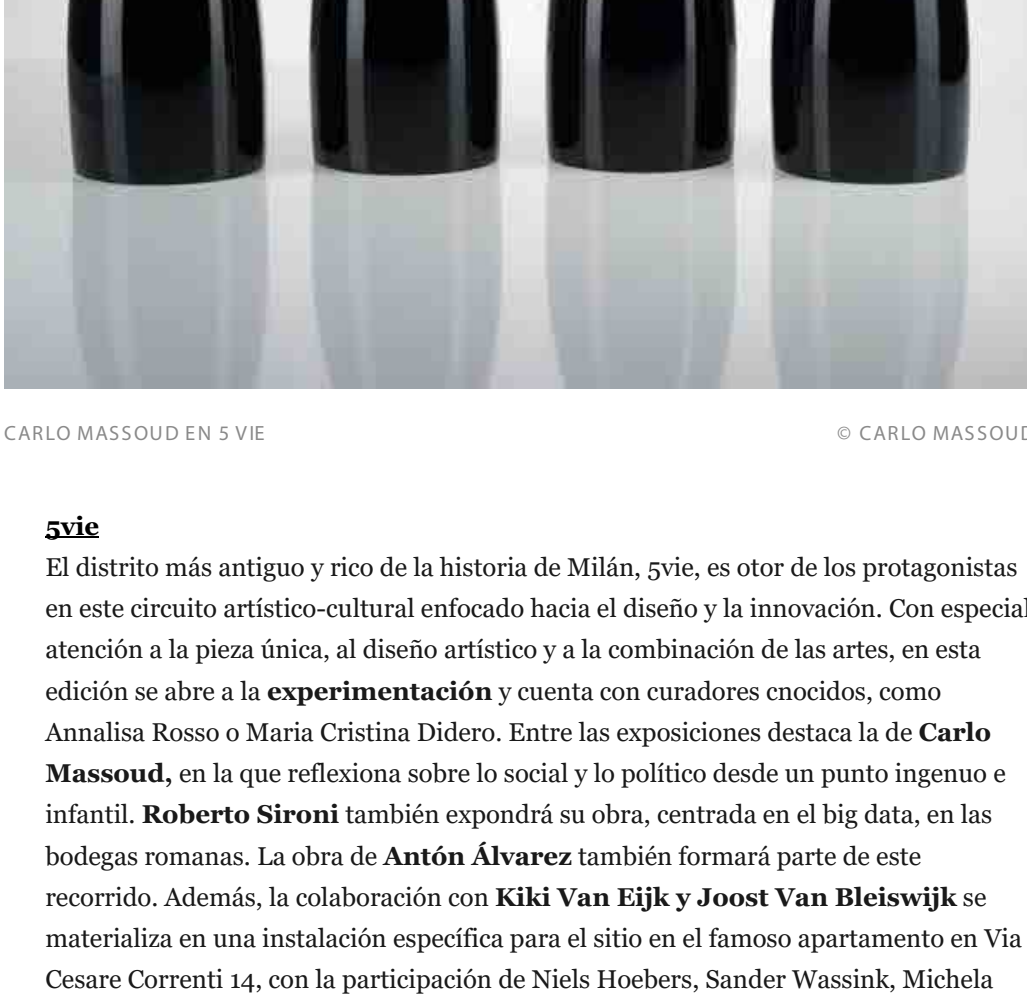 CARLO MASSOUD EN 5 VIE
© CARLO MASSOUD
5vie
El distrito más antiguo y rico de la historia de Milán, 5vie, es otor de los protagonistas
en este circuito artístico-cultural enfocado hacia el diseño y la innovación. Con especial
atención a la pieza única, al diseño artístico y a la combinación de las artes, en esta
edición se abre a la experimentación y cuenta con curadores cnocidos, como
Annalisa Rosso o Maria Cristina Didero. Entre las exposiciones destaca la de Carlo
Massoud, en la que reflexiona sobre lo social y lo político desde un punto ingenuo e
infantil. Roberto Sironi también expondrá su obra, centrada en el big data, en las
bodegas romanas. La obra de Antón Álvarez también formará parte de este
recorrido. Además, la colaboración con Kiki Van Eijk y Joost Van Bleiswijk se
materializa en una instalación específica para el sitio en el famoso apartamento en Via
Cesare Correnti 14, con la participación de Niels Hoebers, Sander Wassink, Michela